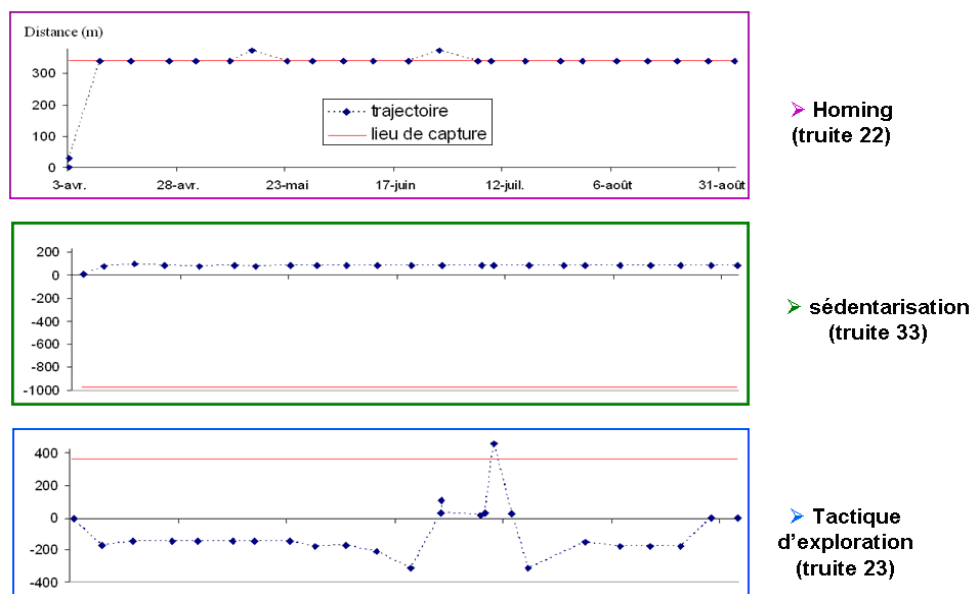 Distance (m)
300
200
100
0
3-avr.
28-avr.
23-mai
17-juin
12-juil.
6-août
31-août
trajectoire
lieu de capture
➢ Homing
(truite 22)
200
0
-200
-400
-600
-800
-1000
➢ sédentarisation
(truite 33)
400
200
0
-200
-400
➢ Tactique
d’exploration
(truite 23)